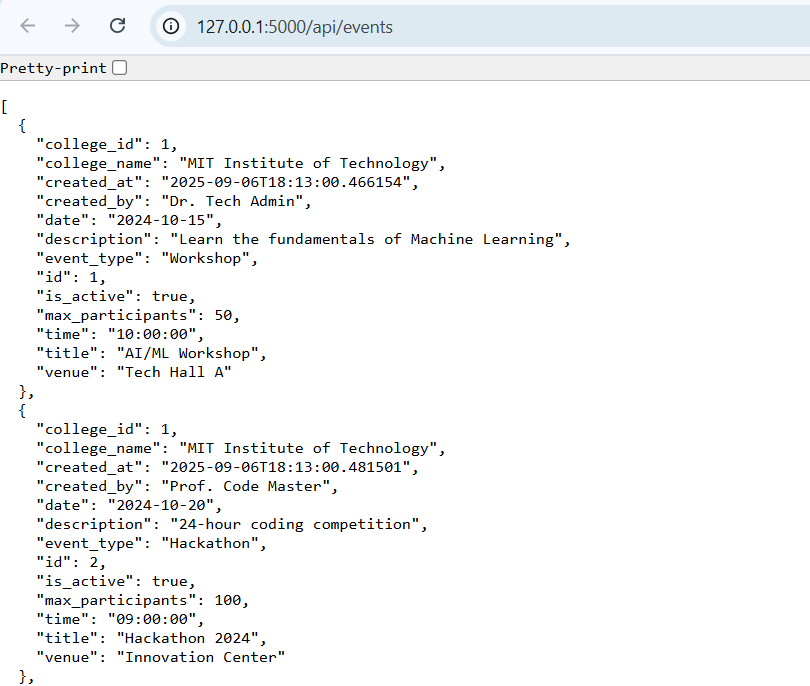 127.0.0.1:5000/api/events
Pretty-print
[
  {
    "college_id": 1,
    "college_name": "MIT Institute of Technology",
    "created_at": "2025-09-06T18:13:00.466154",
    "created_by": "Dr. Tech Admin",
    "date": "2024-10-15",
    "description": "Learn the fundamentals of Machine Learning",
    "event_type": "Workshop",
    "id": 1,
    "is_active": true,
    "max_participants": 50,
    "time": "10:00:00",
    "title": "AI/ML Workshop",
    "venue": "Tech Hall A"
  },
  {
    "college_id": 1,
    "college_name": "MIT Institute of Technology",
    "created_at": "2025-09-06T18:13:00.481501",
    "created_by": "Prof. Code Master",
    "date": "2024-10-20",
    "description": "24-hour coding competition",
    "event_type": "Hackathon",
    "id": 2,
    "is_active": true,
    "max_participants": 100,
    "time": "09:00:00",
    "title": "Hackathon 2024",
    "venue": "Innovation Center"
  },